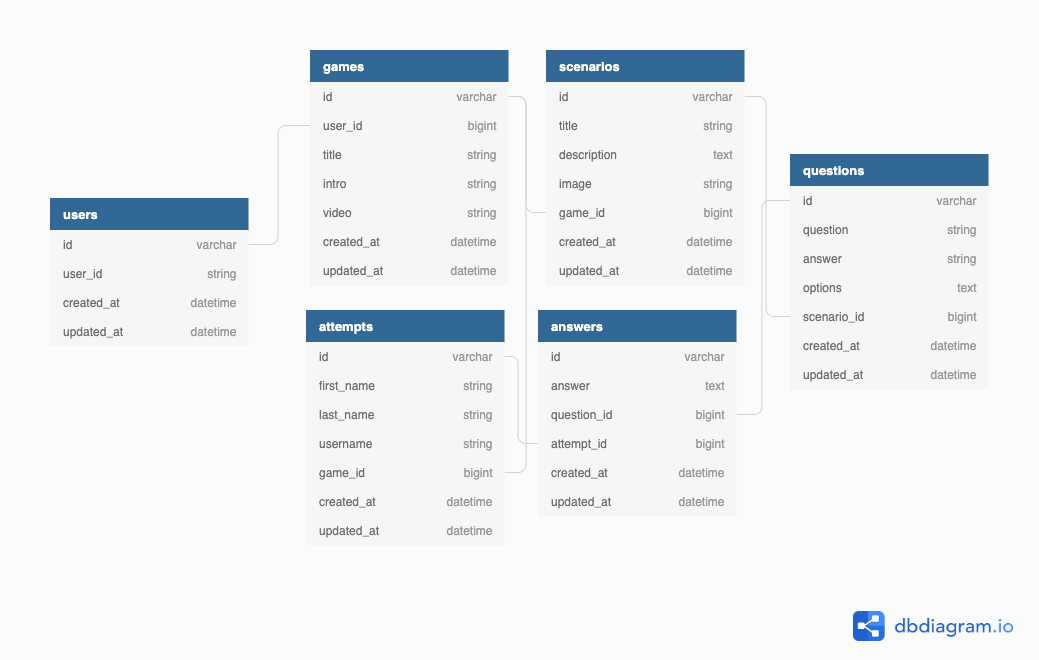 games
id varchar
user_id bigint
title string
intro string
video string
created_at datetime
updated_at datetime
scenarios
id varchar
title string
description text
image string
game_id bigint
created_at datetime
updated_at datetime
questions
id varchar
question string
answer string
options text
scenario_id bigint
created_at datetime
updated_at datetime
users
id varchar
user_id string
created_at datetime
updated_at datetime
attempts
id varchar
first_name string
last_name string
username string
game_id bigint
created_at datetime
updated_at datetime
answers
id varchar
answer text
question_id bigint
attempt_id bigint
created_at datetime
updated_at datetime
dbdiagram.io